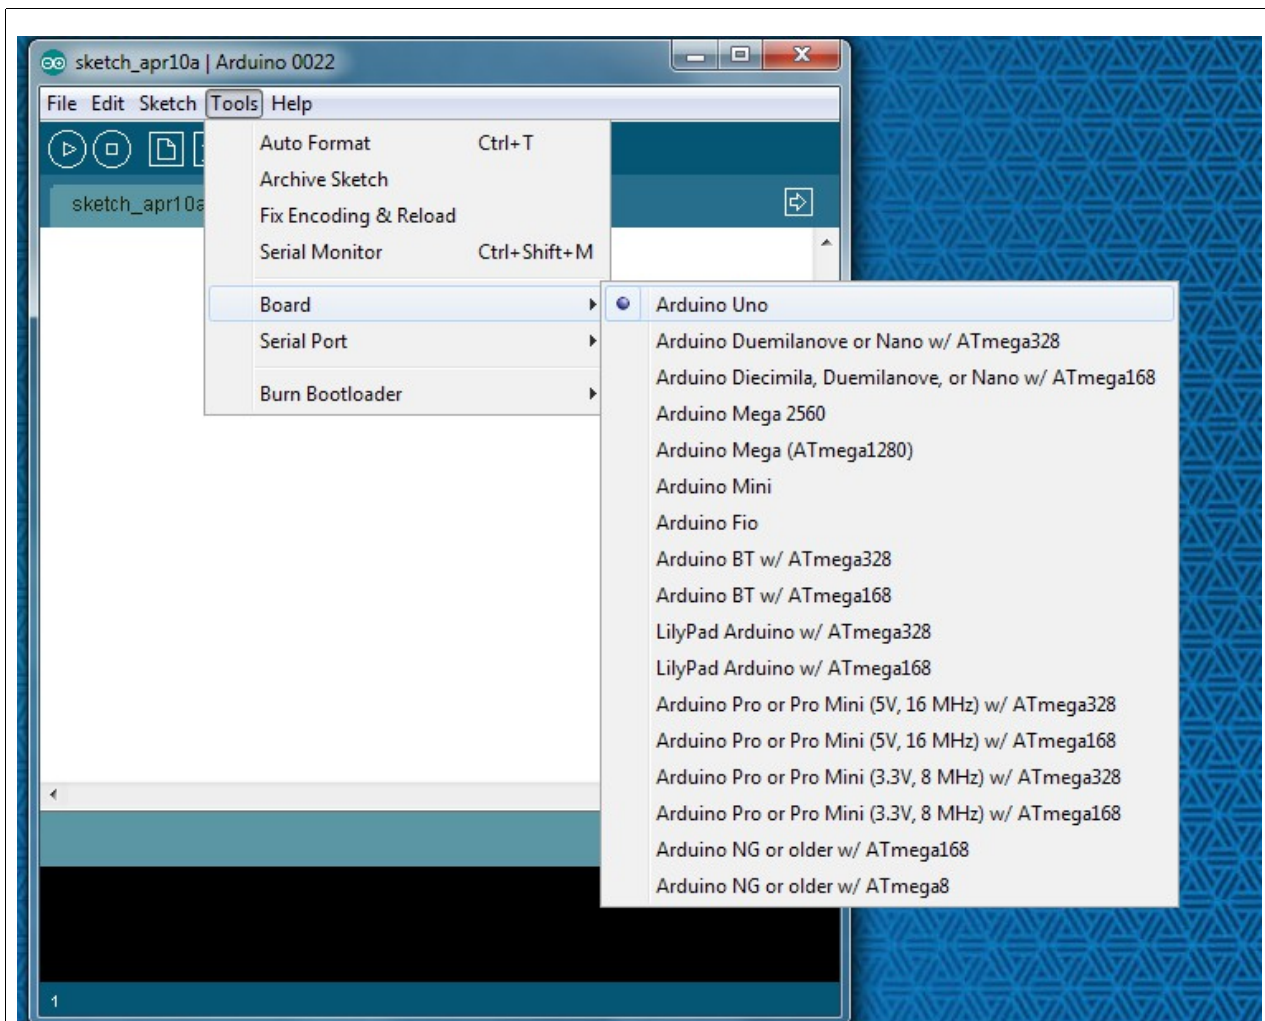 sketch_apr10a | Arduino 0022
File Edit Sketch Tools Help
Auto Format Ctrl+T
Archive Sketch
Fix Encoding & Reload
Serial Monitor Ctrl+Shift+M
Board
Serial Port
Burn Bootloader
sketch_apr10a
Arduino Uno
Arduino Duemilanove or Nano w/ ATmega328
Arduino Diecimila, Duemilanove, or Nano w/ ATmega168
Arduino Mega 2560
Arduino Mega (ATmega1280)
Arduino Mini
Arduino Fio
Arduino BT w/ ATmega328
Arduino BT w/ ATmega168
LilyPad Arduino w/ ATmega328
LilyPad Arduino w/ ATmega168
Arduino Pro or Pro Mini (5V, 16 MHz) w/ ATmega328
Arduino Pro or Pro Mini (5V, 16 MHz) w/ ATmega168
Arduino Pro or Pro Mini (3.3V, 8 MHz) w/ ATmega328
Arduino Pro or Pro Mini (3.3V, 8 MHz) w/ ATmega168
Arduino NG or older w/ ATmega168
Arduino NG or older w/ ATmega8
1